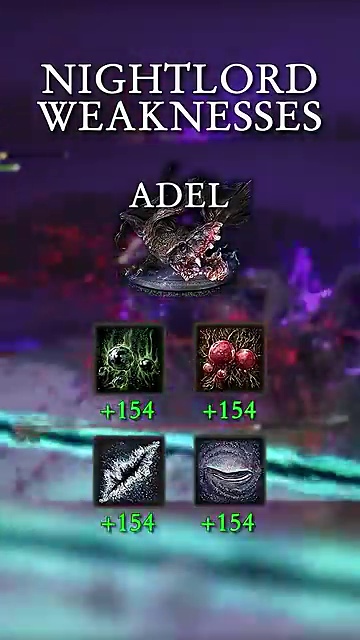 NIGHTLORD
WEAKNESSES
ADEL
+154 +154
+154 +154